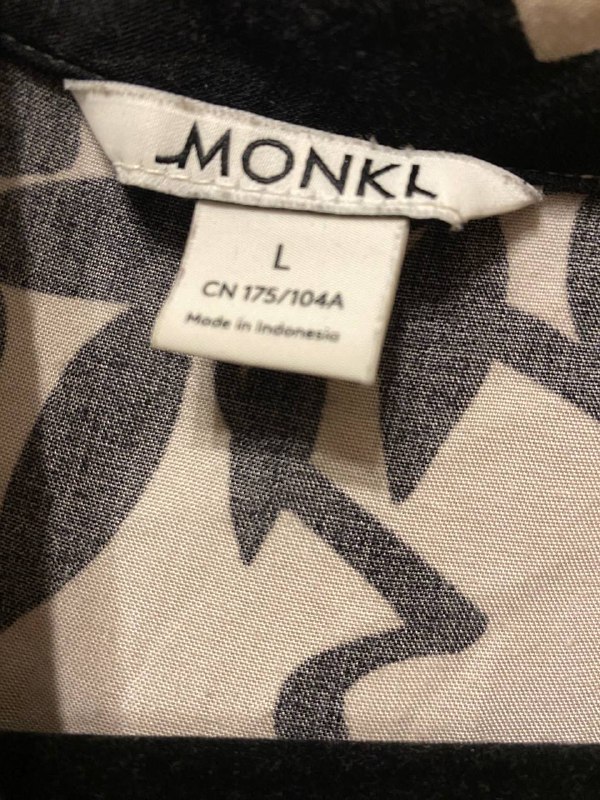 MONKI
L
CN 175/104A
Made in Indonesia